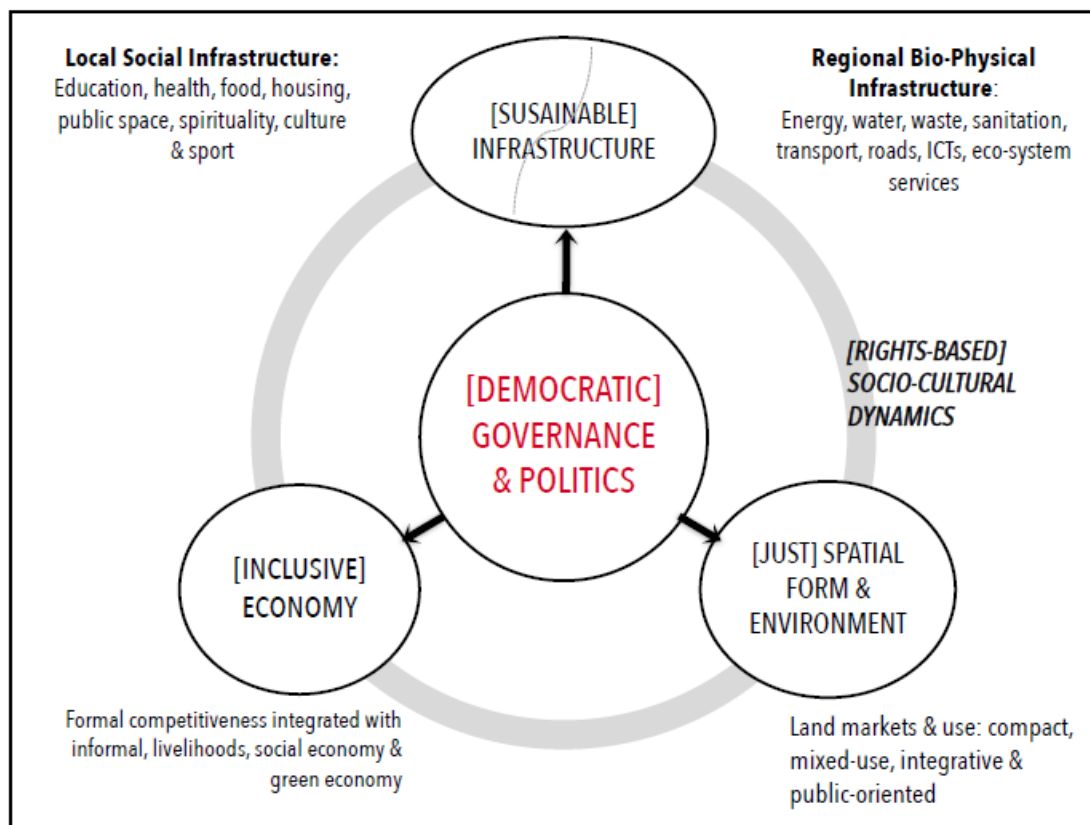 Local Social Infrastructure:
Education, health, food, housing,
public space, spirituality, culture
& sport
[SUSAINABLE]
INFRASTRUCTURE
Regional Bio-Physical
Infrastructure:
Energy, water, waste, sanitation,
transport, roads, ICTs, eco-system
services
[DEMOCRATIC]
GOVERNANCE
& POLITICS
[RIGHTS-BASED]
SOCIO-CULTURAL
DYNAMICS
[INCLUSIVE]
ECONOMY
[JUST] SPATIAL
FORM &
ENVIRONMENT
Formal competitiveness integrated with
informal, livelihoods, social economy &
green economy
Land markets & use: compact,
mixed-use, integrative &
public-oriented